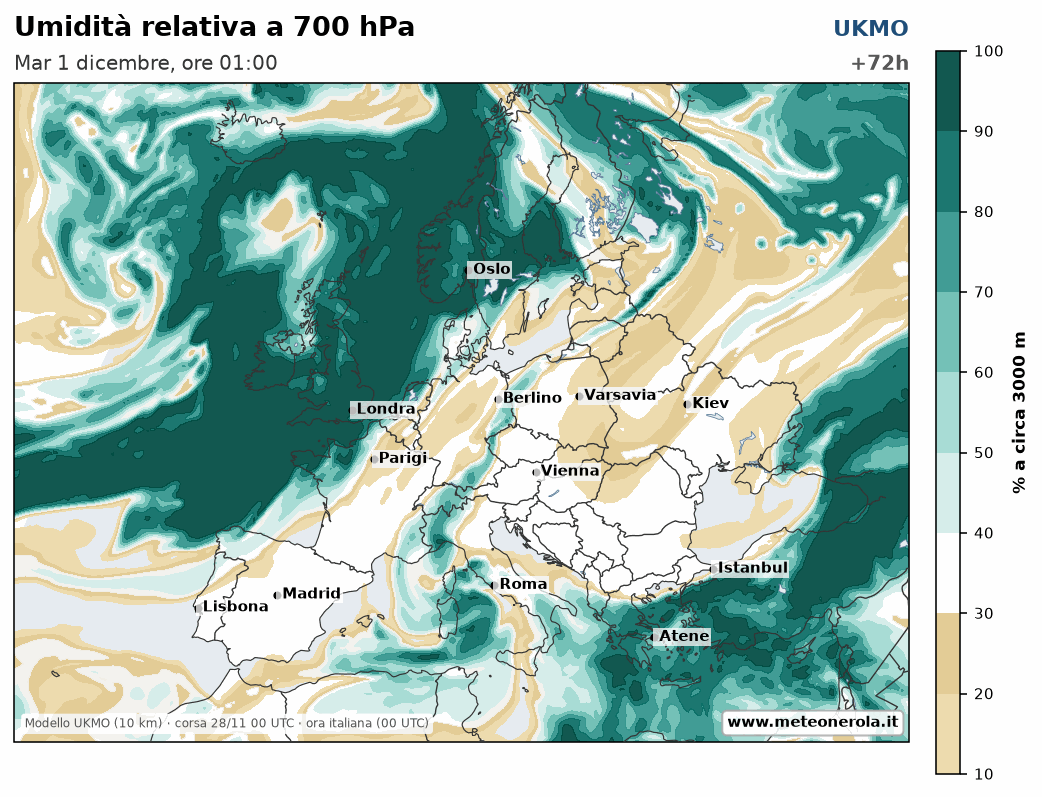 Umidità relativa a 700 hPa
UKMO
Mar 1 dicembre, ore 01:00
+72h
100
90
80
70
60
50
40
30
20
10
% a circa 3000 m
Oslo
Londra
Berlino
Varsavia
Kiev
Parigi
Vienna
Istanbul
Roma
Madrid
Lisbona
Atene
Modello UKMO (10 km) · corsa 28/11 00 UTC · ora italiana (00 UTC)
www.meteonerola.it